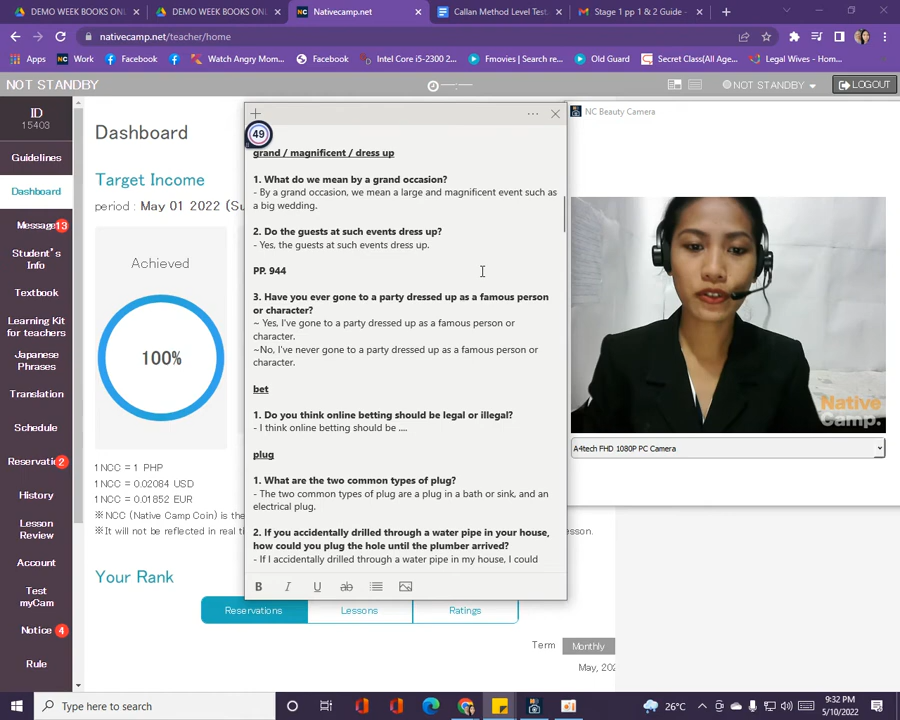 DEMO WEEK BOOKS ONL
DEMO WEEK BOOKS ONL
Nativecamp.net
Callan Method Level Test
Stage 1 pp 1 & 2 Guide -
nativecamp.net/teacher/home
Apps
Work
Facebook
Watch Angry Mom...
Facebook
Intel Core i5-2300...
Fmovies | Search re...
Old Guard
Secret Class(All Age...
Legal Wives - Hom...
NOT STANDBY
NOT STANDBY
LOGOUT
ID
15403
Guidelines
Dashboard
Message
13
Student's
Info
Textbook
Learning Kit
for teachers
Japanese
Phrases
Translation
Schedule
Reservatio
2
History
Lesson
Review
Account
Test
myCam
Notice
4
Rule
Dashboard
Target Income
period : May 01 2022 (Su
Achieved
100%
1 NCC = 1 PHP
1 NCC = 0.02084 USD
1 NCC = 0.01852 EUR
※NCC (Native Camp Coin) is the
※It will not be reflected in real ti
esson.
Your Rank
Reservations
Lessons
Ratings
Term
Monthly
May, 202
49
grand / magnificent / dress up
1. What do we mean by a grand occasion?
- By a grand occasion, we mean a large and magnificent event such as
a big wedding.
2. Do the guests at such events dress up?
- Yes, the guests at such events dress up.
PP. 944
3. Have you ever gone to a party dressed up as a famous person
or character?
~ Yes, I've gone to a party dressed up as a famous person or
character.
~No, I've never gone to a party dressed up as a famous person or
character.
bet
1. Do you think online betting should be legal or illegal?
- I think online betting should be ....
plug
1. What are the two common types of plug?
- The two common types of plug are a plug in a bath or sink, and an
electrical plug.
2. If you accidentally drilled through a water pipe in your house,
how could you plug the hole until the plumber arrived?
- If I accidentally drilled through a water pipe in my house, I could
B I U ab
NC Beauty Camera
Native
Camp.
A4tech FHD 1080P PC Camera
Type here to search
26°C
9:32 PM
5/10/2022